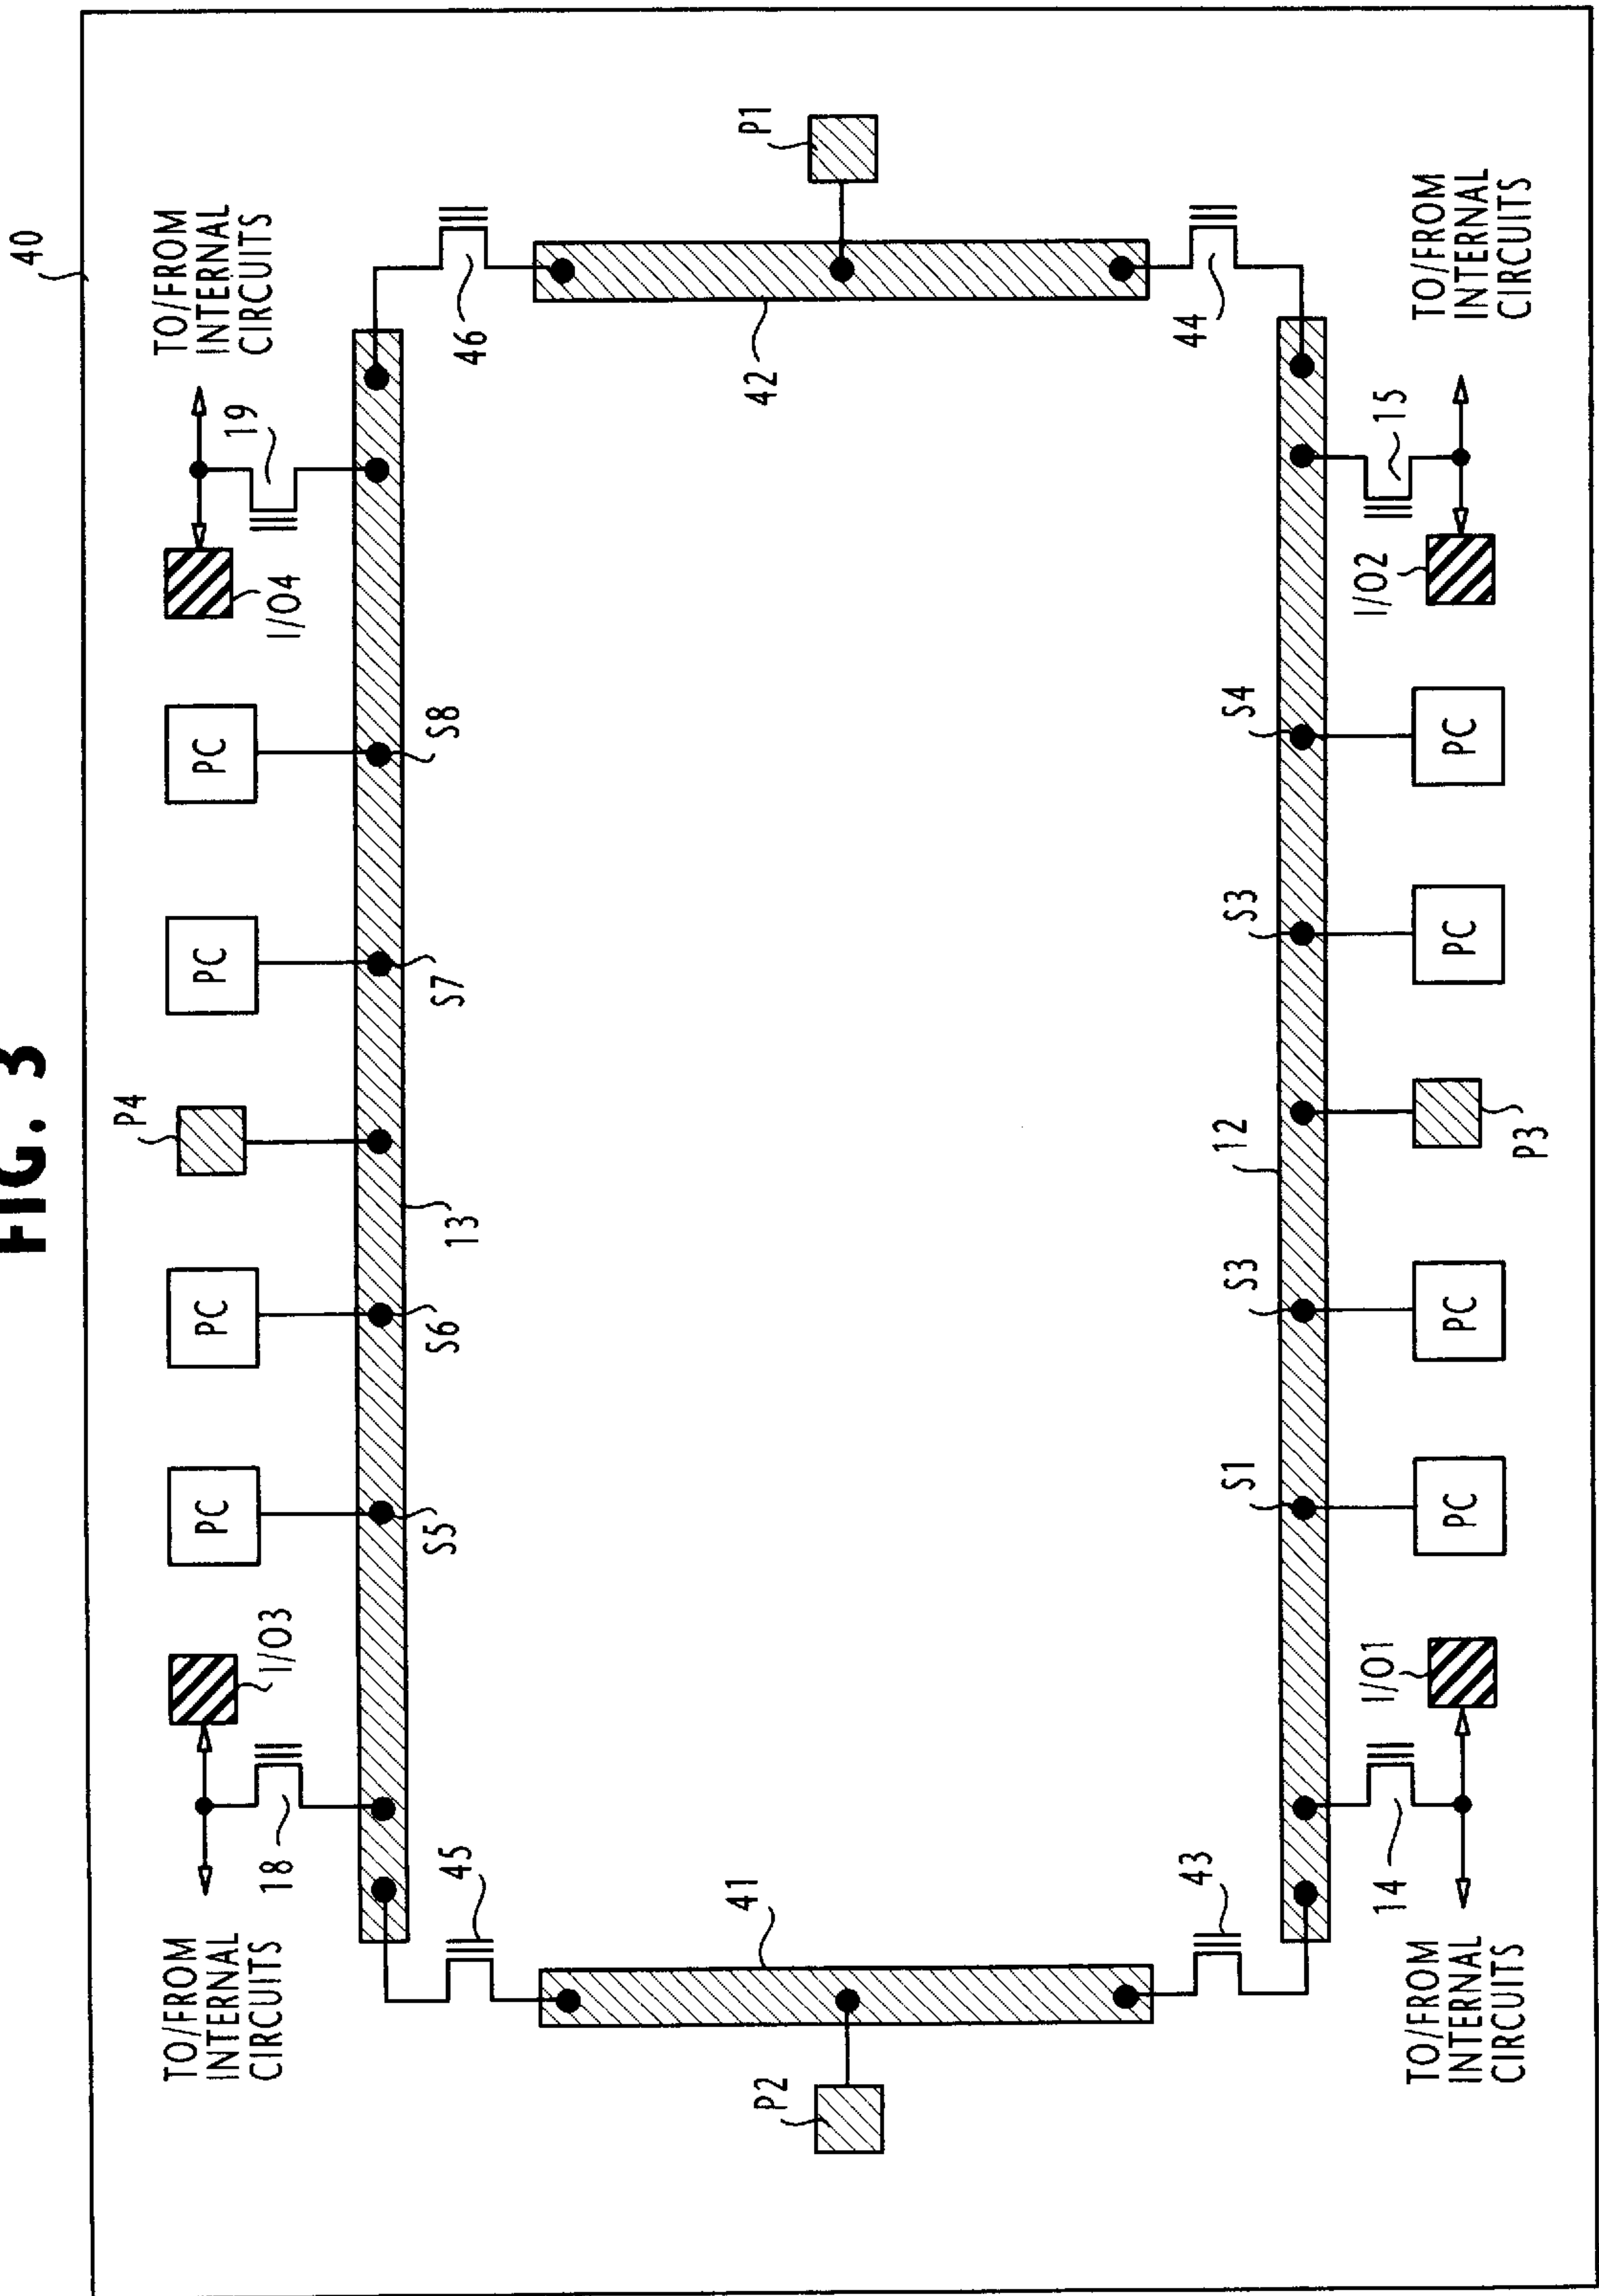 FIG. 3
40
TO/FROM
INTERNAL
CIRCUITS
18
I/O3
PC
S5
PC
S6
P4
13
PC
S7
PC
S8
I/O4
19
TO/FROM
INTERNAL
CIRCUITS
45
46
P2
41
42
P1
43
44
TO/FROM
INTERNAL
CIRCUITS
14
I/O1
S1
PC
S3
PC
12
P3
S3
PC
S4
PC
I/O2
15
TO/FROM
INTERNAL
CIRCUITS